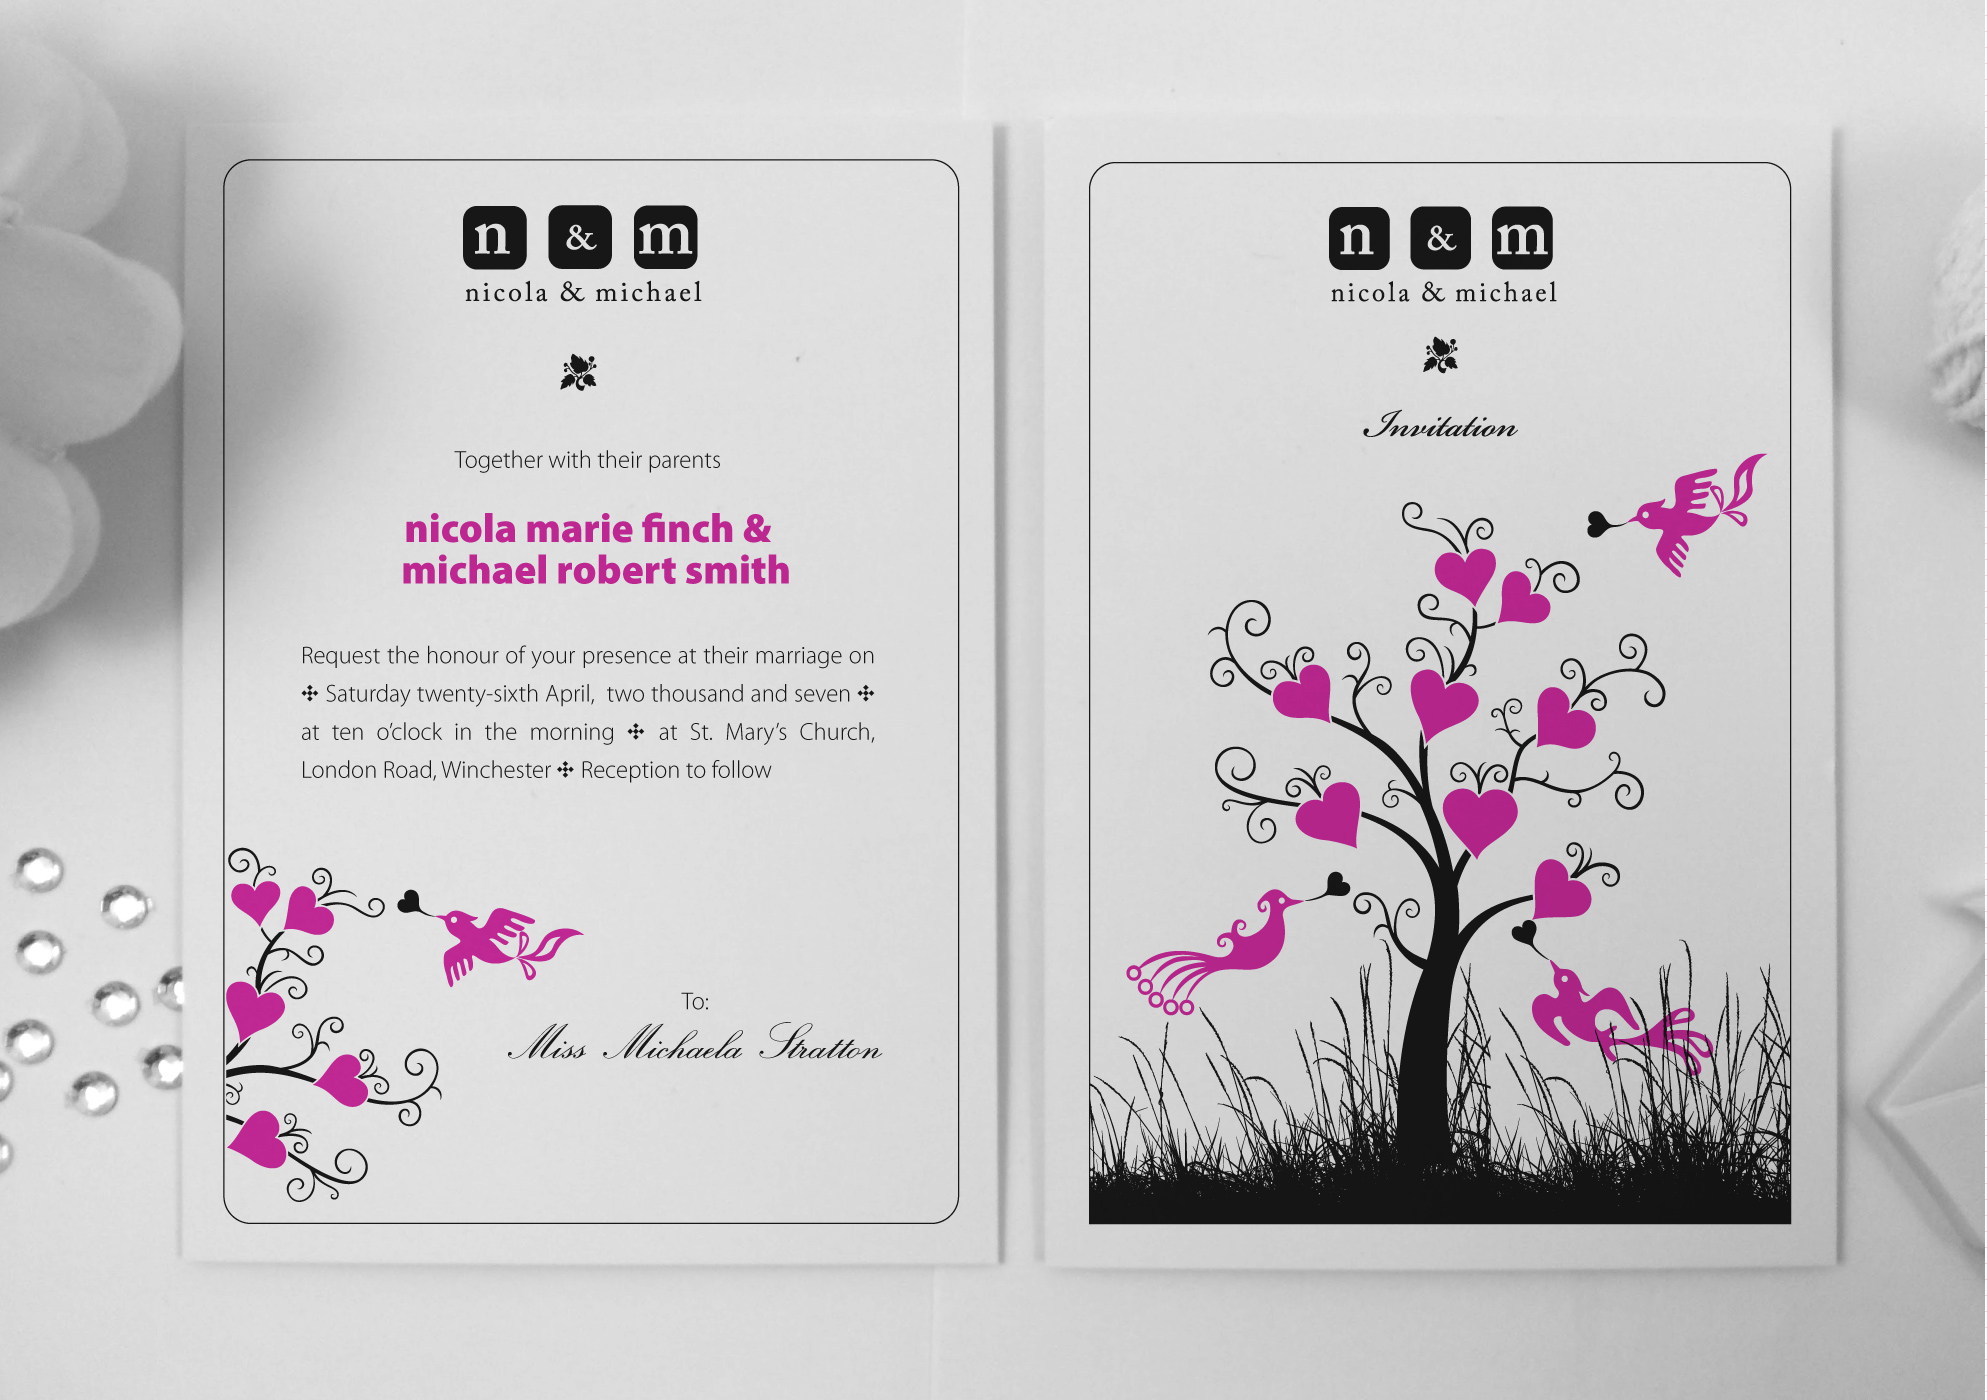 n & m
nicola & michael
Together with their parents
nicola marie finch &
michael robert smith
Request the honour of your presence at their marriage on
✣ Saturday twenty-sixth April, two thousand and seven ✣
at ten o'clock in the morning ✣ at St. Mary's Church,
London Road, Winchester ✣ Reception to follow
To:
Miss Michaela Stratton
n & m
nicola & michael
Invitation